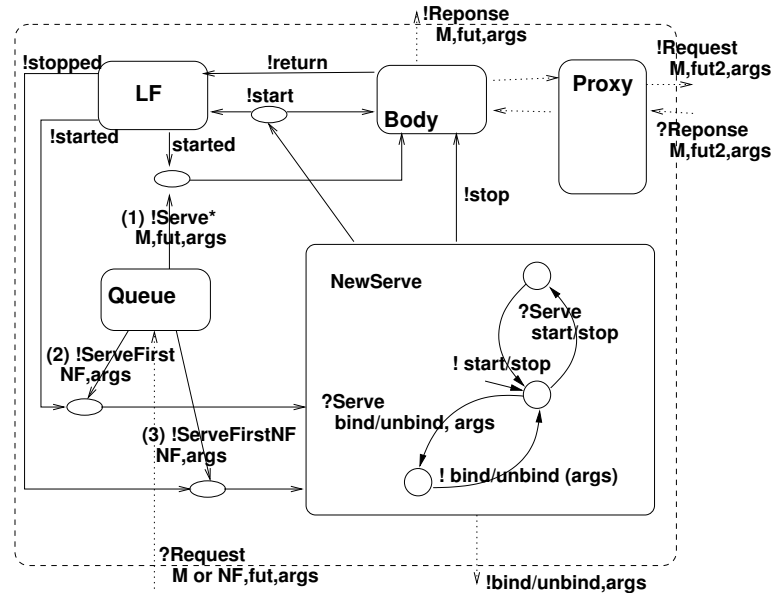 !Reponse
M,fut,args
!stopped
!return
!Request
M,fut2,args
LF
!start
Proxy
Body
!started
started
?Reponse
M,fut2,args
!stop
(1) !Serve*
M,fut,args
NewServe
Queue
?Serve
start/stop
(2) !ServeFirst
NF,args
! start/stop
?Serve
bind/unbind, args
(3) !ServeFirstNF
NF,args
! bind/unbind (args)
?Request
M or NF,fut,args
!bind/unbind,args